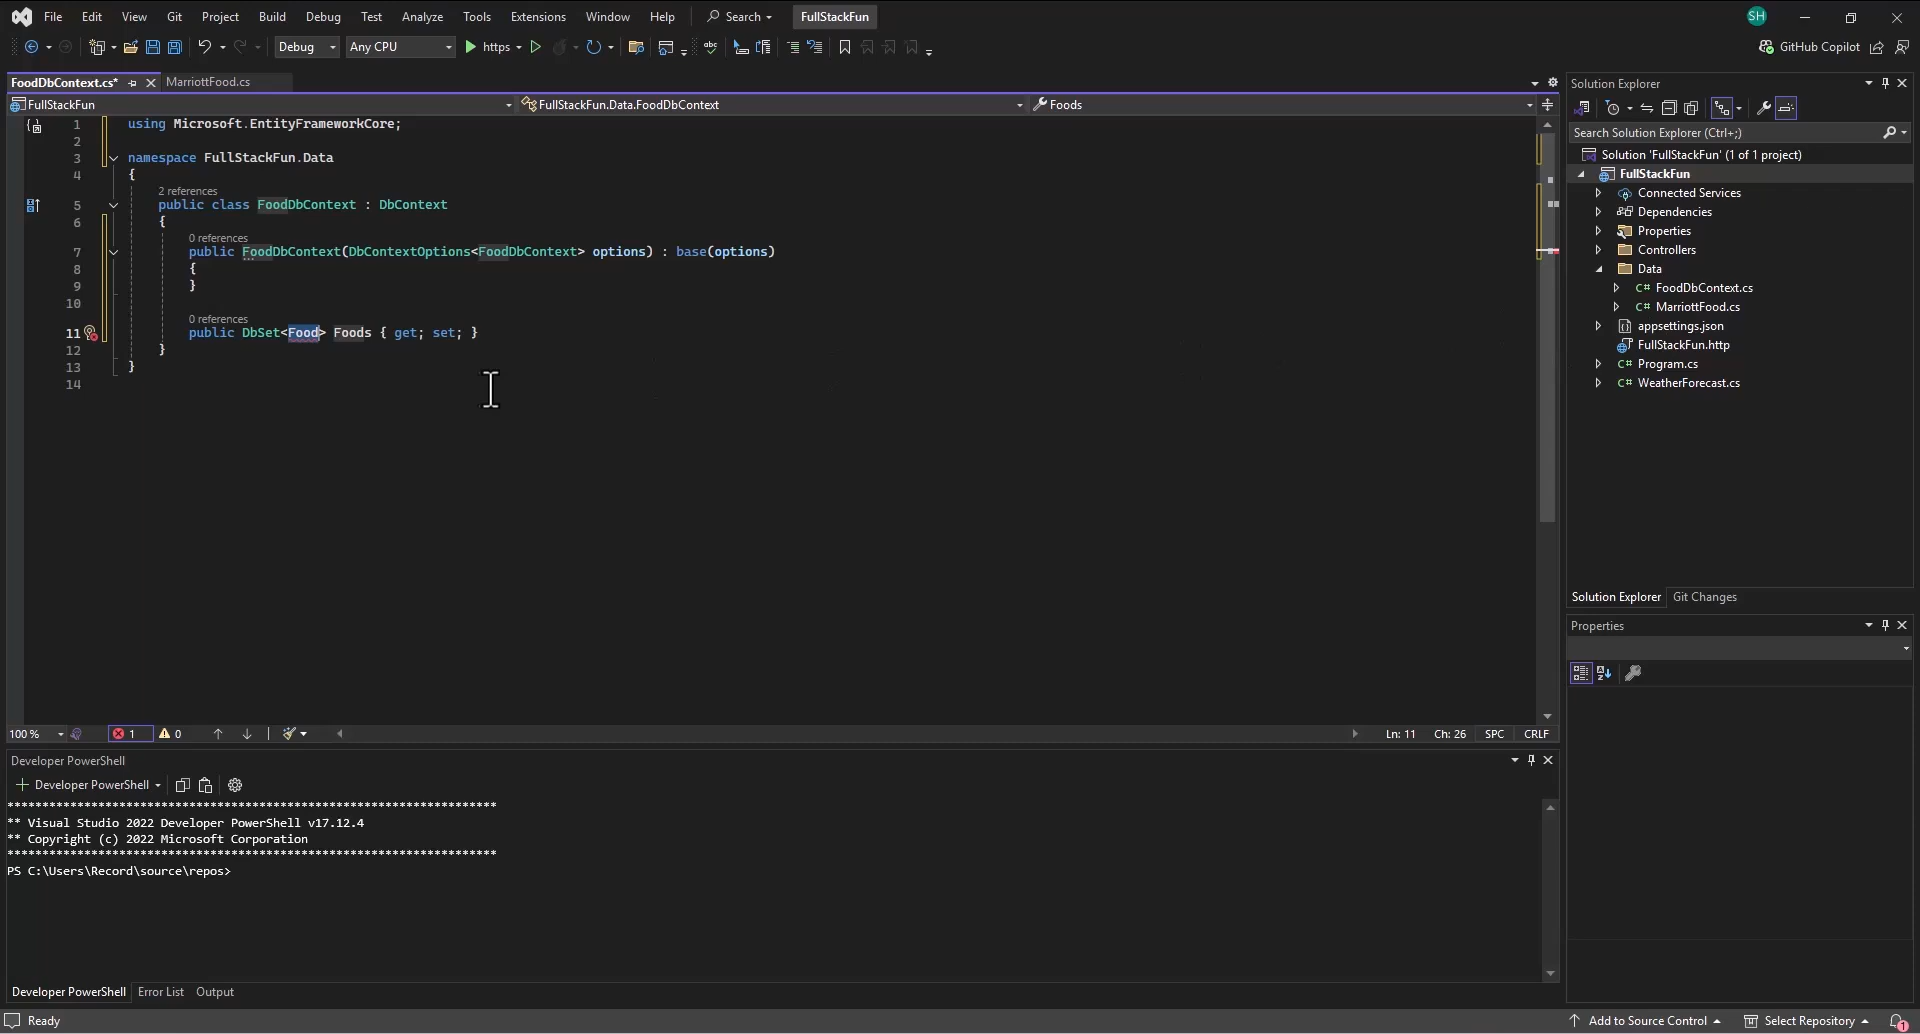 File Edit View Git Project Build Debug Test Analyze Tools Extensions Window Help Search FullStackFun SH
Debug Any CPU https GitHub Copilot
FoodDbContext.cs* MarriottFood.cs
FullStackFun FullStackFun.Data.FoodDbContext Foods
1 using Microsoft.EntityFrameworkCore;
2
3 namespace FullStackFun.Data
4 {
2 references
5 public class FoodDbContext : DbContext
6 {
0 references
7 public FoodDbContext(DbContextOptions<FoodDbContext> options) : base(options)
8 {
9 }
10
0 references
11 public DbSet<Food> Foods { get; set; }
12 }
13 }
14
100 % 1 0 Ln: 11 Ch: 26 SPC CRLF
Developer PowerShell
Developer PowerShell
**********************************************************************
** Visual Studio 2022 Developer PowerShell v17.12.4
** Copyright (c) 2022 Microsoft Corporation
**********************************************************************
PS C:\Users\Record\source\repos>
Developer PowerShell Error List Output
Solution Explorer
Search Solution Explorer (Ctrl+;)
Solution 'FullStackFun' (1 of 1 project)
FullStackFun
Connected Services
Dependencies
Properties
Controllers
Data
C# FoodDbContext.cs
C# MarriottFood.cs
appsettings.json
FullStackFun.http
C# Program.cs
C# WeatherForecast.cs
Solution Explorer Git Changes
Properties
Ready Add to Source Control Select Repository 1